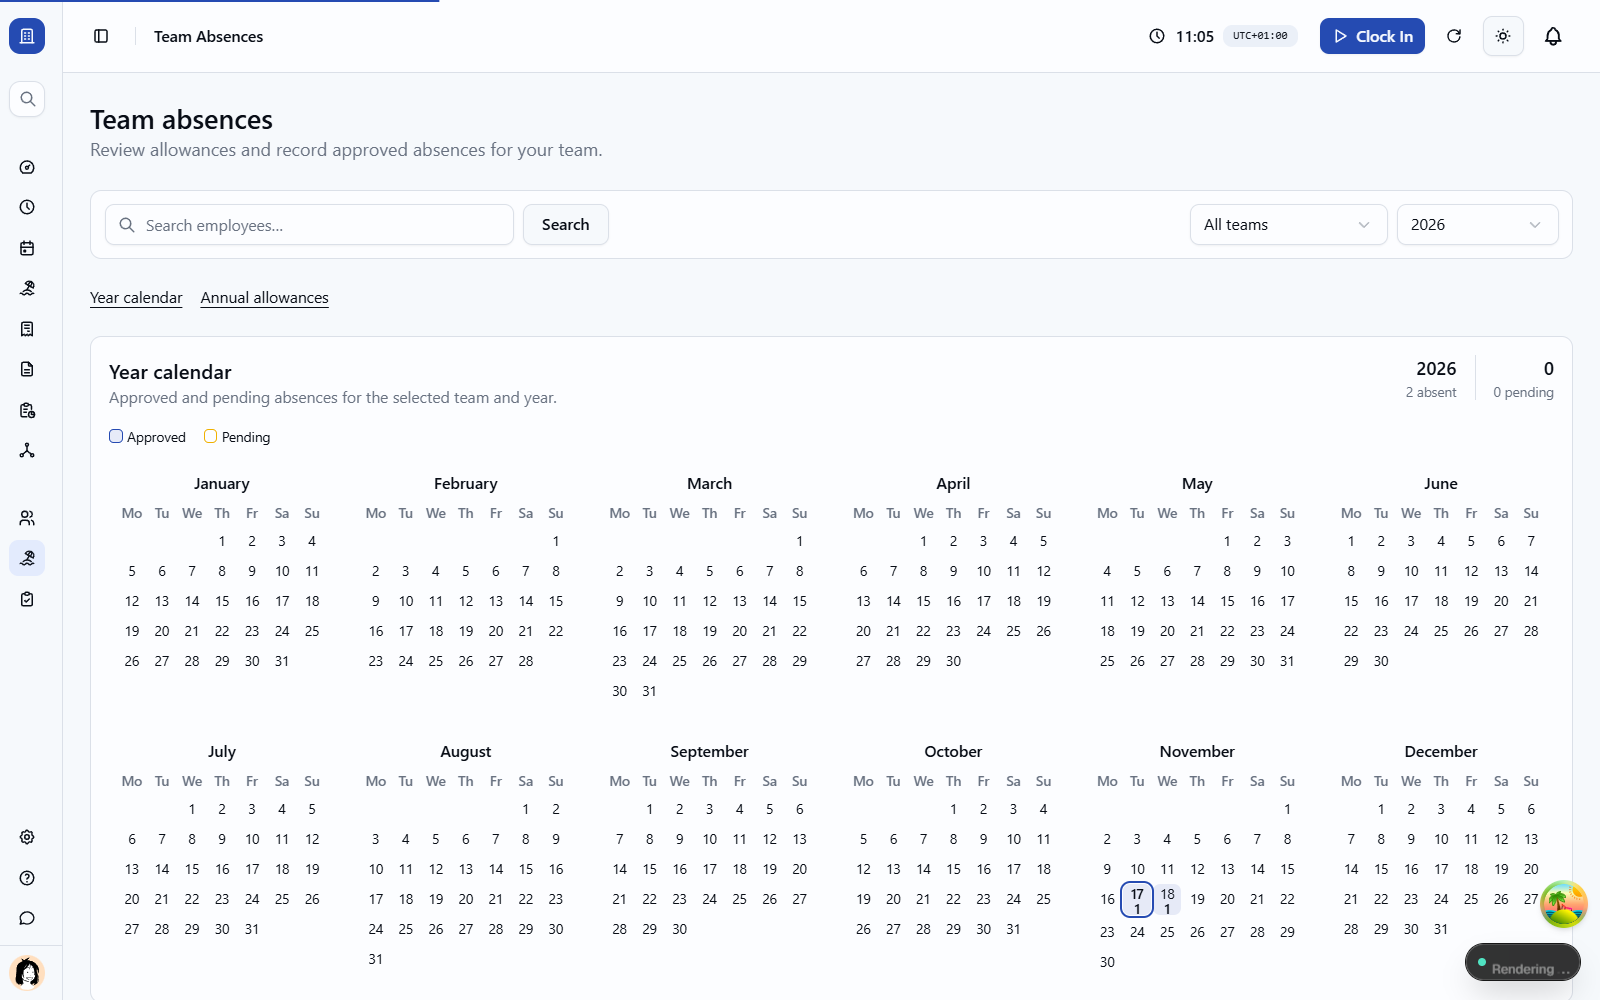 Team Absences
11:05 UTC+01:00 Clock In
Team absences
Review allowances and record approved absences for your team.
Search employees... Search All teams 2026
Year calendar Annual allowances
Year calendar
Approved and pending absences for the selected team and year.
2026 0
2 absent 0 pending
Approved Pending
January February March April May June
Mo Tu We Th Fr Sa Su Mo Tu We Th Fr Sa Su Mo Tu We Th Fr Sa Su Mo Tu We Th Fr Sa Su Mo Tu We Th Fr Sa Su Mo Tu We Th Fr Sa Su
1 2 3 4 1 1 1 2 3 4 5 1 2 3 1 2 3 4 5 6 7
5 6 7 8 9 10 11 2 3 4 5 6 7 8 2 3 4 5 6 7 8 6 7 8 9 10 11 12 4 5 6 7 8 9 10 8 9 10 11 12 13 14
12 13 14 15 16 17 18 9 10 11 12 13 14 15 9 10 11 12 13 14 15 13 14 15 16 17 18 19 11 12 13 14 15 16 17 15 16 17 18 19 20 21
19 20 21 22 23 24 25 16 17 18 19 20 21 22 16 17 18 19 20 21 22 20 21 22 23 24 25 26 18 19 20 21 22 23 24 22 23 24 25 26 27 28
26 27 28 29 30 31 23 24 25 26 27 28 23 24 25 26 27 28 29 27 28 29 30 25 26 27 28 29 30 31 29 30
30 31
July August September October November December
Mo Tu We Th Fr Sa Su Mo Tu We Th Fr Sa Su Mo Tu We Th Fr Sa Su Mo Tu We Th Fr Sa Su Mo Tu We Th Fr Sa Su Mo Tu We Th Fr Sa Su
1 2 3 4 5 1 2 1 2 3 4 5 6 1 2 3 4 1 1 2 3 4 5 6
6 7 8 9 10 11 12 3 4 5 6 7 8 9 7 8 9 10 11 12 13 5 6 7 8 9 10 11 2 3 4 5 6 7 8 7 8 9 10 11 12 13
13 14 15 16 17 18 19 10 11 12 13 14 15 16 14 15 16 17 18 19 20 12 13 14 15 16 17 18 9 10 11 12 13 14 15 14 15 16 17 18 19 20
20 21 22 23 24 25 26 17 18 19 20 21 22 23 21 22 23 24 25 26 27 19 20 21 22 23 24 25 16 17 18 19 20 21 22 21 22 23 24 25 26 27
1 1
27 28 29 30 31 24 25 26 27 28 29 30 28 29 30 26 27 28 29 30 31 23 24 25 26 27 28 29 28 29 30 31
31 30
Rendering ..